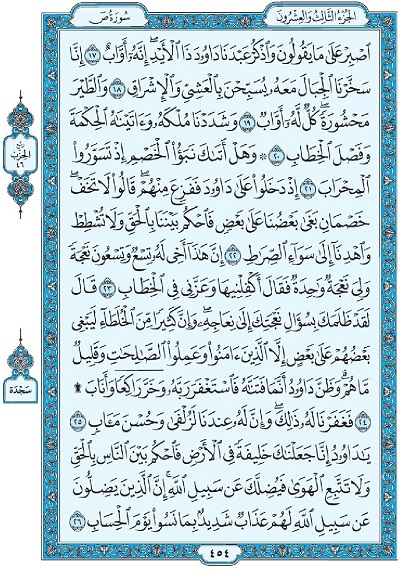 سُورَةُ صٓ
الجُزْءُ الثَّالِثُ وَالعِشْرُونَ
ٱصۡبِرۡ عَلَىٰ مَا يَقُولُونَ وَٱذۡكُرۡ عَبۡدَنَا دَاوُۥدَ ذَا ٱلۡأَيۡدِۖ إِنَّهُۥٓ أَوَّابٌ ١٧ إِنَّا
سَخَّرۡنَا ٱلۡجِبَالَ مَعَهُۥ يُسَبِّحۡنَ بِٱلۡعَشِيِّ وَٱلۡإِشۡرَاقِ ١٨ وَٱلطَّيۡرَ
مَحۡشُورَةٗۖ كُلّٞ لَّهُۥٓ أَوَّابٞ ١٩ وَشَدَدۡنَا مُلۡكَهُۥ وَءَاتَيۡنَٰهُ ٱلۡحِكۡمَةَ
وَفَصۡلَ ٱلۡخِطَابِ ٢٠ ۞ وَهَلۡ أَتَىٰكَ نَبَؤُاْ ٱلۡخَصۡمِ إِذۡ تَسَوَّرُواْ
ٱلۡمِحۡرَابَ ٢١ إِذۡ دَخَلُواْ عَلَىٰ دَاوُۥدَ فَفَزِعَ مِنۡهُمۡۖ قَالُواْ لَا تَخَفۡۖ
خَصۡمَانِ بَغَىٰ بَعۡضُنَا عَلَىٰ بَعۡضٖ فَٱحۡكُم بَيۡنَنَا بِٱلۡحَقِّ وَلَا تُشۡطِطۡ
وَٱهۡدِنَآ إِلَىٰ سَوَآءِ ٱلصِّرَٰطِ ٢٢ إِنَّ هَٰذَآ أَخِي لَهُۥ تِسۡعٞ وَتِسۡعُونَ نَعۡجَةٗ
وَلِيَ نَعۡجَةٞ وَٰحِدَةٞ فَقَالَ أَكۡفِلۡنِيهَا وَعَزَّنِي فِي ٱلۡخِطَابِ ٢٣ قَالَ
لَقَدۡ ظَلَمَكَ بِسُؤَالِ نَعۡجَتِكَ إِلَىٰ نِعَاجِهِۦۖ وَإِنَّ كَثِيرٗا مِّنَ ٱلۡخُلَطَآءِ لَيَبۡغِي
بَعۡضُهُمۡ عَلَىٰ بَعۡضٍ إِلَّا ٱلَّذِينَ ءَامَنُواْ وَعَمِلُواْ ٱلصَّٰلِحَٰتِ وَقَلِيلٞ
مَّا هُمۡۗ وَظَنَّ دَاوُۥدُ أَنَّمَا فَتَنَّٰهُ فَٱسۡتَغۡفَرَ رَبَّهُۥ وَخَرَّۤ رَاكِعٗاۤ وَأَنَابَ ۩
٢٤ فَغَفَرۡنَا لَهُۥ ذَٰلِكَۖ وَإِنَّ لَهُۥ عِندَنَا لَزُلۡفَىٰ وَحُسۡنَ مَـَٔابٖ ٢٥
يَٰدَاوُۥدُ إِنَّا جَعَلۡنَٰكَ خَلِيفَةٗ فِي ٱلۡأَرۡضِ فَٱحۡكُم بَيۡنَ ٱلنَّاسِ بِٱلۡحَقِّ
وَلَا تَتَّبِعِ ٱلۡهَوَىٰ فَيُضِلَّكَ عَن سَبِيلِ ٱللَّهِۚ إِنَّ ٱلَّذِينَ يَضِلُّونَ
عَن سَبِيلِ ٱللَّهِ لَهُمۡ عَذَابٞ شَدِيدُۢ بِمَا نَسُواْ يَوۡمَ ٱلۡحِسَابِ ٢٦
ربع
الحزب
٤٦
سَجْدَة
٤٥٤